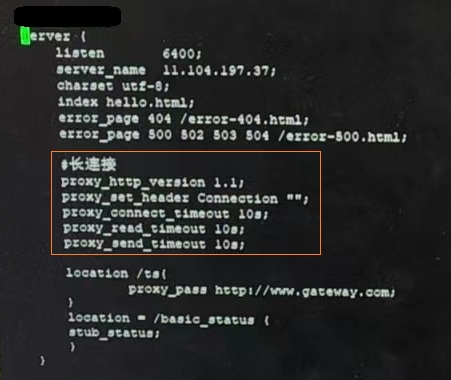 server {
listen 6400;
server_name 11.104.197.37;
charset utf-8;
index hello.html;
error_page 404 /error-404.html;
error_page 500 502 503 504 /error-500.html;
#长连接
proxy_http_version 1.1;
proxy_set_header Connection "";
proxy_connect_timeout 10s;
proxy_read_timeout 10s;
proxy_send_timeout 10s;
location /ts{
proxy_pass http://www.gateway.com;
}
location = /basic_status {
stub_status;
}
}